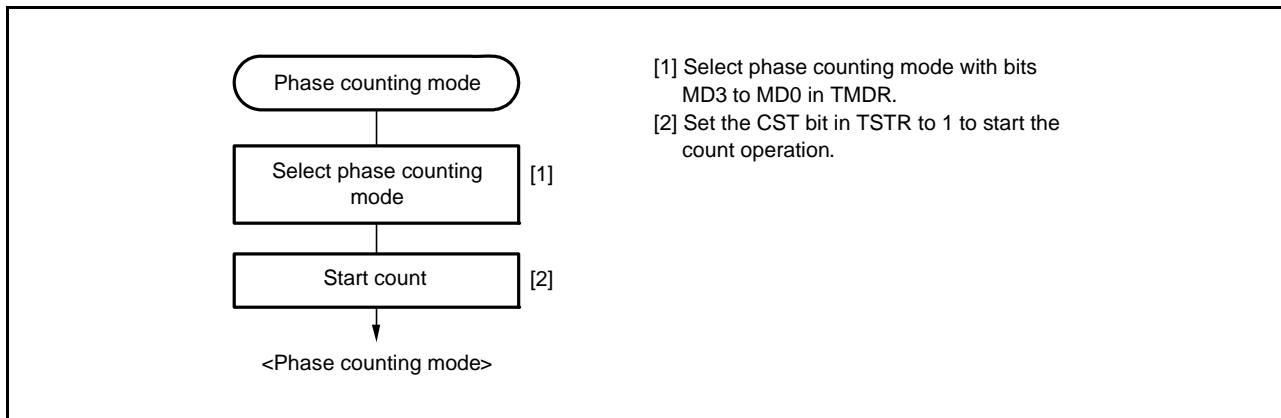 Phase counting mode
Select phase counting
mode
[1]
Start count
[2]
<Phase counting mode>
[1] Select phase counting mode with bits
MD3 to MD0 in TMDR.
[2] Set the CST bit in TSTR to 1 to start the
count operation.